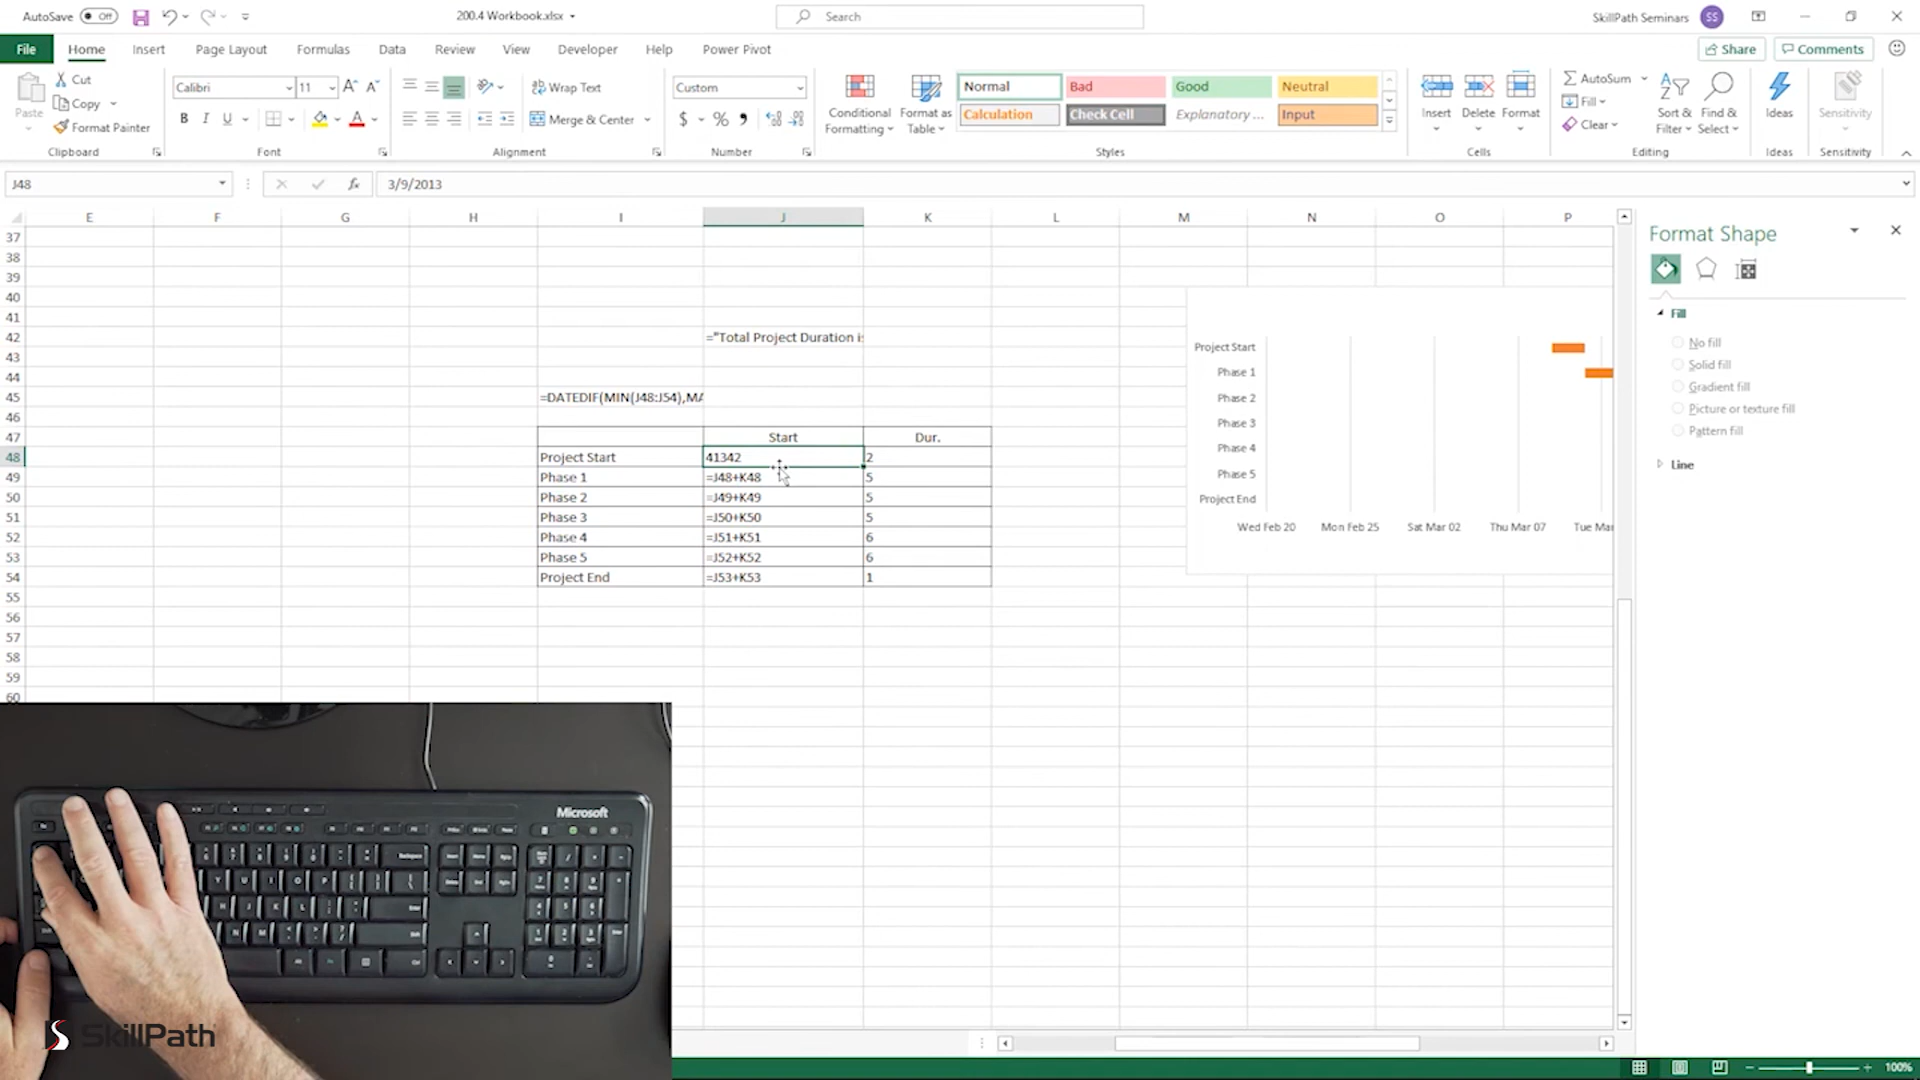 AutoSave Off
200.4 Workbook.xlsx
Search
SkillPath Seminars SS
File Home Insert Page Layout Formulas Data Review View Developer Help Power Pivot
Share Comments
Paste
Cut
Copy
Format Painter
Clipboard
Calibri 11
B I U
Font
Wrap Text
Merge & Center
Alignment
Custom
$ % ,
Number
Conditional Formatting
Format as Table
Normal Bad Good Neutral
Calculation Check Cell Explanatory ... Input
Styles
Insert Delete Format
Cells
AutoSum
Fill
Clear
Sort & Filter
Find & Select
Editing
Ideas
Ideas
Sensitivity
Sensitivity
J48 fx 3/9/2013
E F G H I J K L M N O P
37
38
39
40
41
42 ="Total Project Duration is
43
44
45 =DATEDIF(MIN(J48:J54),MA
46
47 Start Dur.
48 Project Start 41342 2
49 Phase 1 =J48+K48 5
50 Phase 2 =J49+K49 5
51 Phase 3 =J50+K50 5
52 Phase 4 =J51+K51 6
53 Phase 5 =J52+K52 6
54 Project End =J53+K53 1
55
56
57
58
59
60
Project Start
Phase 1
Phase 2
Phase 3
Phase 4
Phase 5
Project End
Wed Feb 20 Mon Feb 25 Sat Mar 02 Thu Mar 07 Tue Mar
Format Shape
Fill
No fill
Solid fill
Gradient fill
Picture or texture fill
Pattern fill
Line
Microsoft
SkillPath
100%